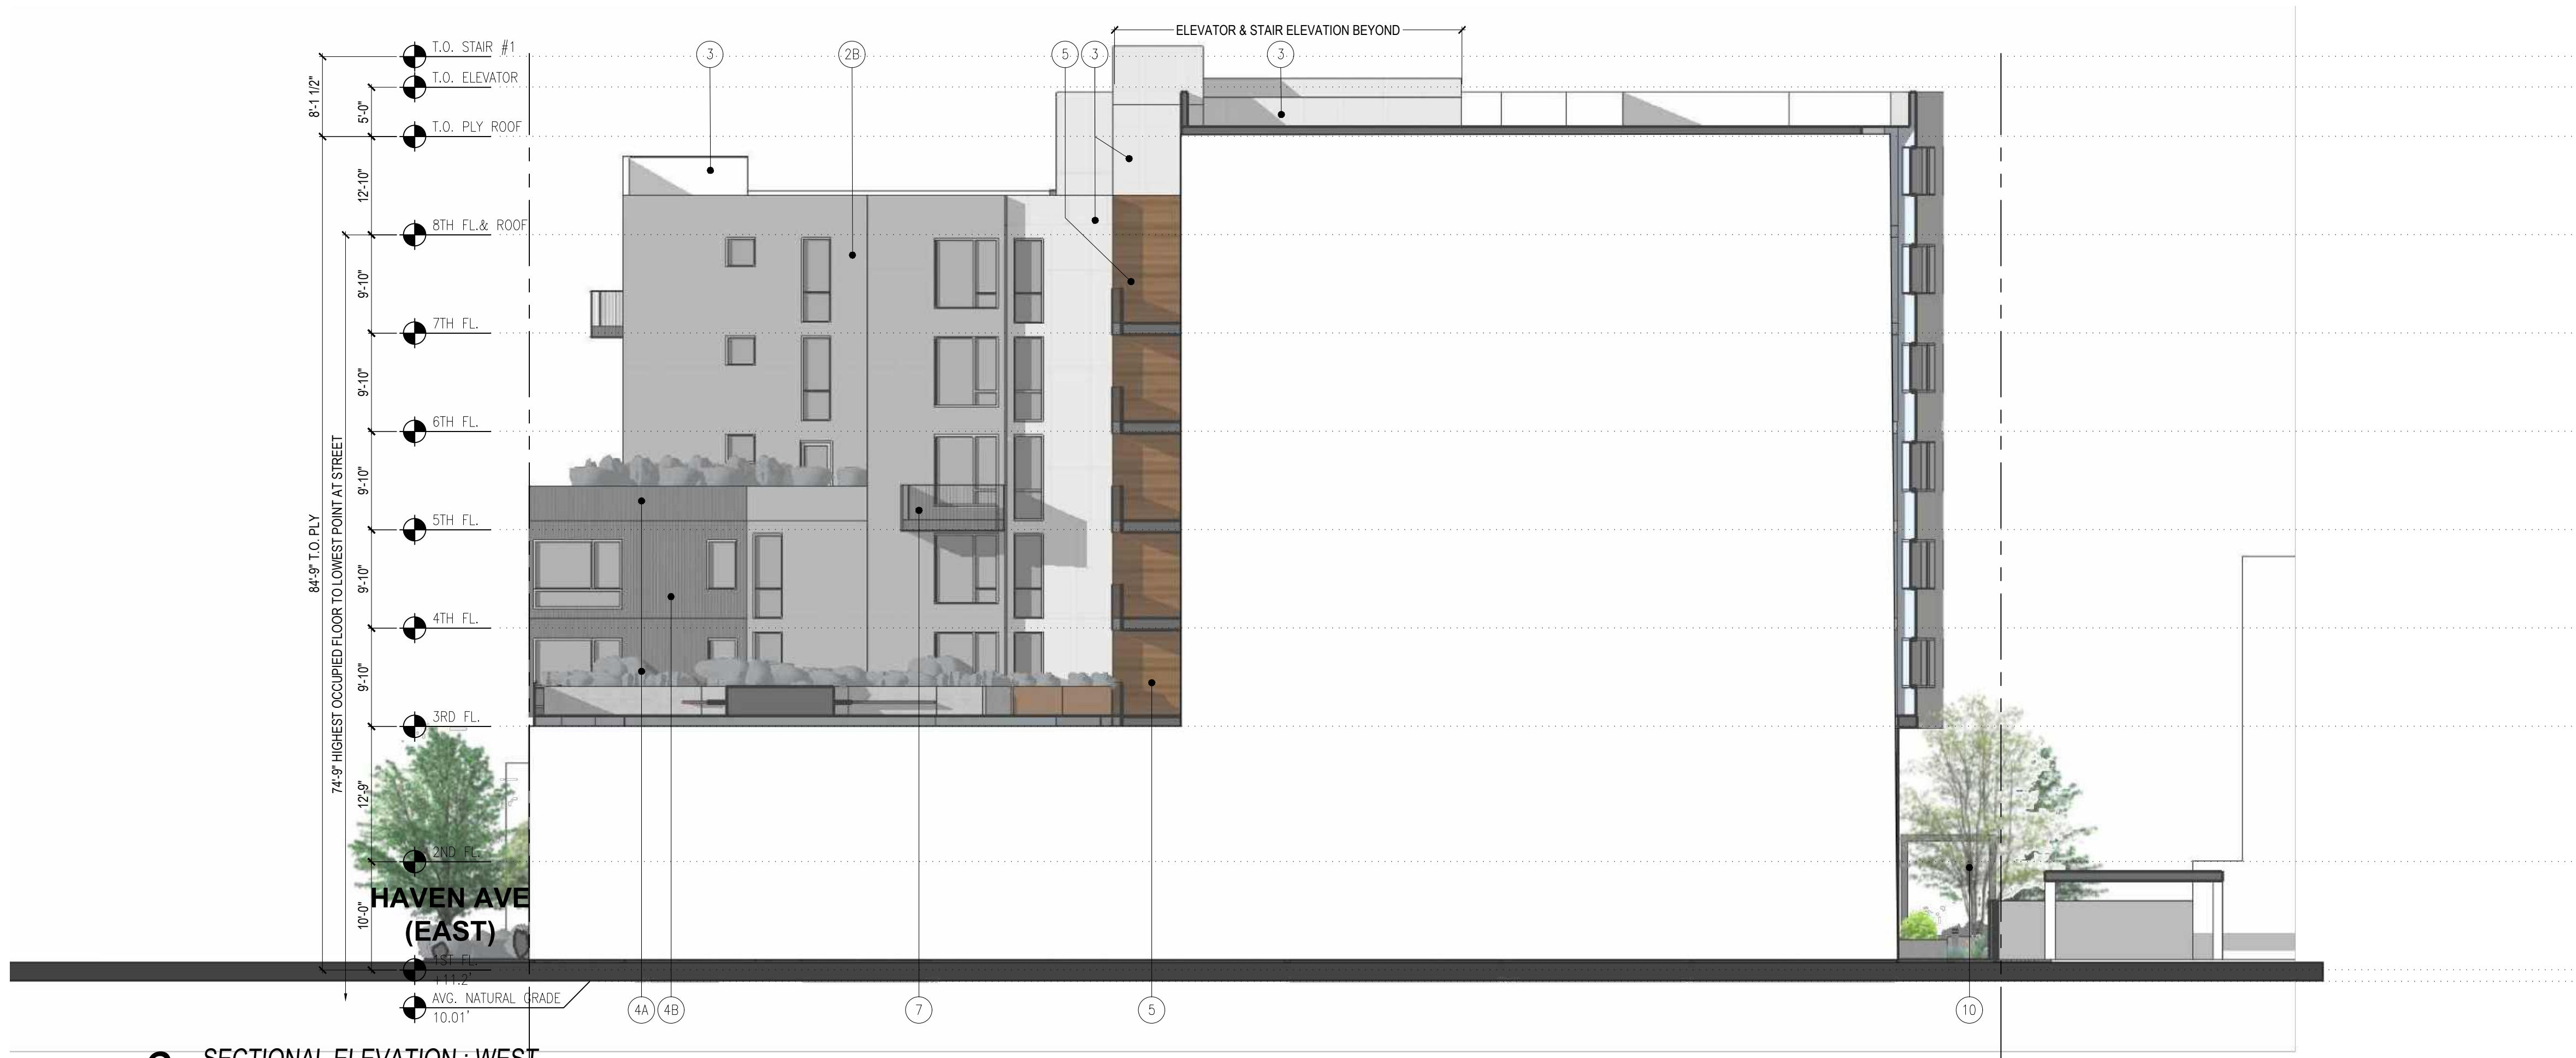 ELEVATOR & STAIR ELEVATION BEYOND
T.O. STAIR #1
3
2B
5
3
3
T.O. ELEVATOR
8'-1 1/2"
5'-0"
T.O. PLY ROOF
12'-10"
8TH FL.& ROOF
9'-10"
7TH FL.
9'-10"
6TH FL.
9'-10"
5TH FL.
9'-10"
4TH FL.
9'-10"
3RD FL.
84'-9" T.O. PLY
74'-9" HIGHEST OCCUPIED FLOOR TO LOWEST POINT AT STREET
12'-9"
2ND FL.
10'-0"
HAVEN AVE
(EAST)
1ST FL.
+11.2'
AVG. NATURAL GRADE
10.01'
4A
4B
7
5
10
SECTIONAL ELEVATION : WEST